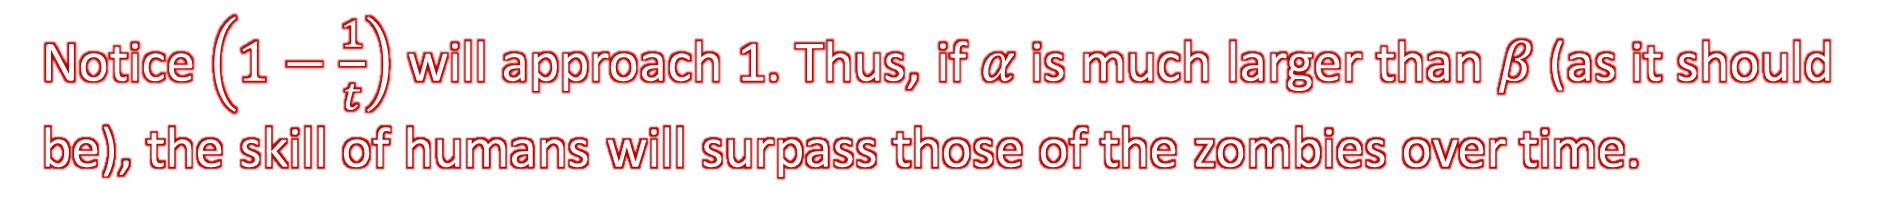 Notice (1 − 1/t) will approach 1. Thus, if α is much larger than β (as it should
be), the skill of humans will surpass those of the zombies over time.